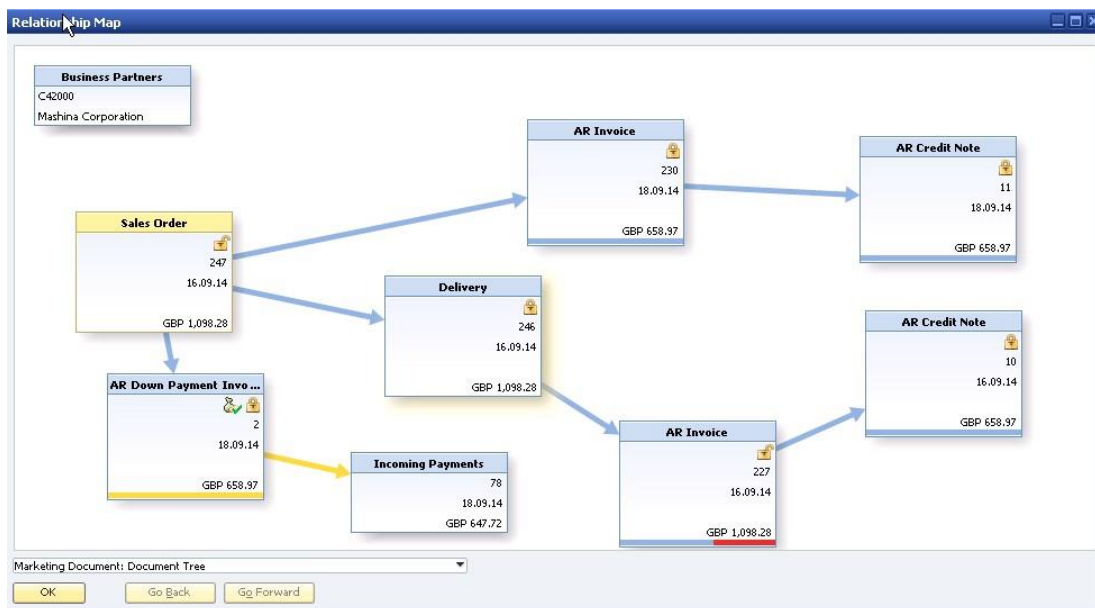 Relationship Map
Business Partners
C42000
Mashina Corporation
AR Invoice
230
18.09.14
GBP 658.97
AR Credit Note
11
18.09.14
GBP 658.97
Sales Order
247
16.09.14
GBP 1,098.28
Delivery
246
16.09.14
GBP 1,098.28
AR Credit Note
10
16.09.14
GBP 658.97
AR Down Payment Invo ...
2
18.09.14
GBP 658.97
Incoming Payments
78
18.09.14
GBP 647.72
AR Invoice
227
16.09.14
GBP 1,098.28
Marketing Document: Document Tree
OK
Go Back
Go Forward